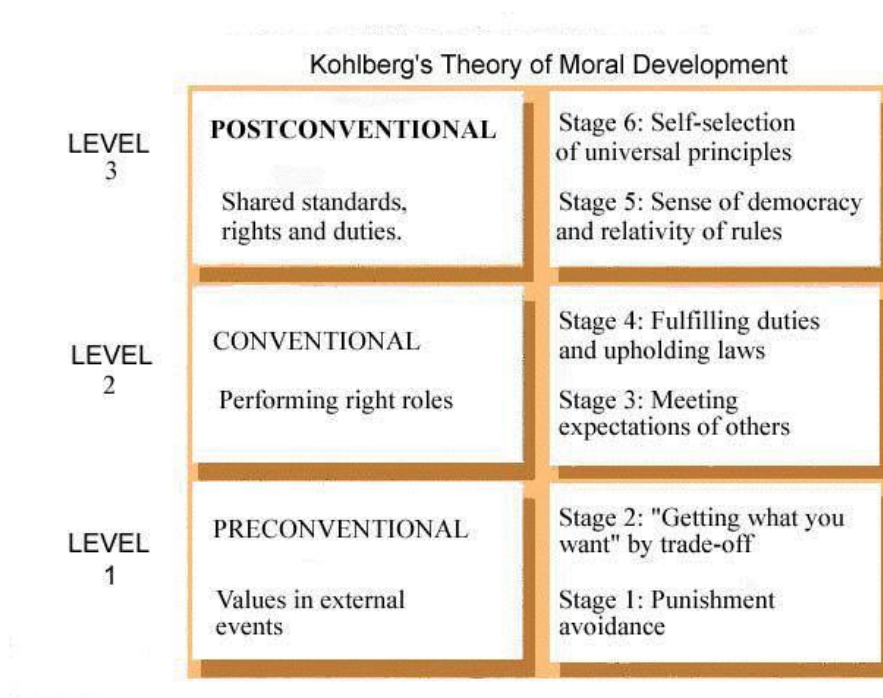 Kohlberg's Theory of Moral Development
LEVEL
3
POSTCONVENTIONAL
Shared standards,
rights and duties.
Stage 6: Self-selection
of universal principles
Stage 5: Sense of democracy
and relativity of rules
LEVEL
2
CONVENTIONAL
Performing right roles
Stage 4: Fulfilling duties
and upholding laws
Stage 3: Meeting
expectations of others
LEVEL
1
PRECONVENTIONAL
Values in external
events
Stage 2: "Getting what you
want" by trade-off
Stage 1: Punishment
avoidance